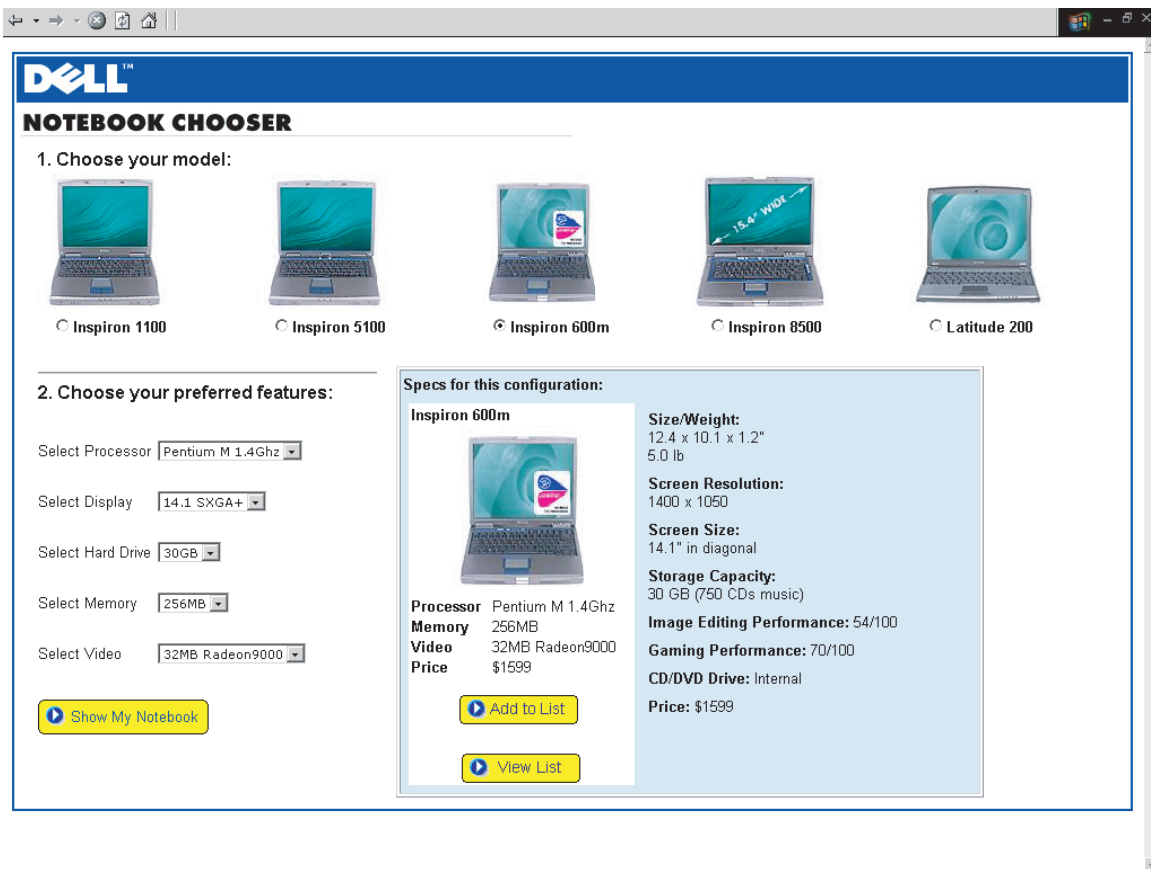 DELL™
NOTEBOOK CHOOSER
1. Choose your model:
15.4" WIDE
Inspiron 1100
Inspiron 5100
Inspiron 600m
Inspiron 8500
Latitude 200
2. Choose your preferred features:
Select Processor Pentium M 1.4Ghz
Select Display 14.1 SXGA+
Select Hard Drive 30GB
Select Memory 256MB
Select Video 32MB Radeon9000
Show My Notebook
Specs for this configuration:
Inspiron 600m
Processor Pentium M 1.4Ghz
Memory 256MB
Video 32MB Radeon9000
Price $1599
Add to List
View List
Size/Weight:
12.4 x 10.1 x 1.2"
5.0 lb
Screen Resolution:
1400 x 1050
Screen Size:
14.1" in diagonal
Storage Capacity:
30 GB (750 CDs music)
Image Editing Performance: 54/100
Gaming Performance: 70/100
CD/DVD Drive: Internal
Price: $1599